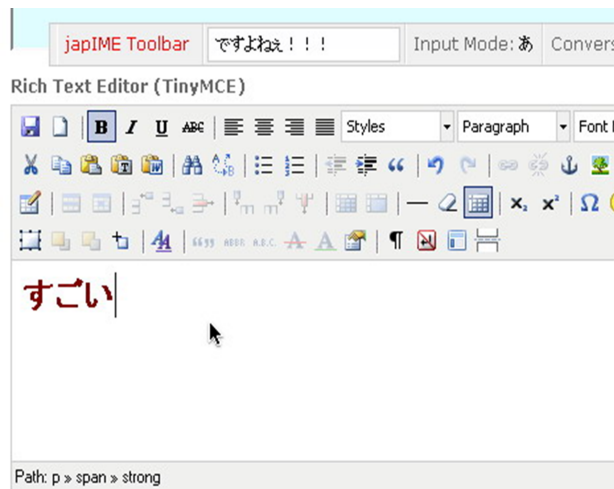 japIME Toolbar ですよねぇ!!! Input Mode: あ Convers
Rich Text Editor (TinyMCE)
B I U ABC Styles Paragraph Font
A.B.C. A A
すごい
Path: p » span » strong